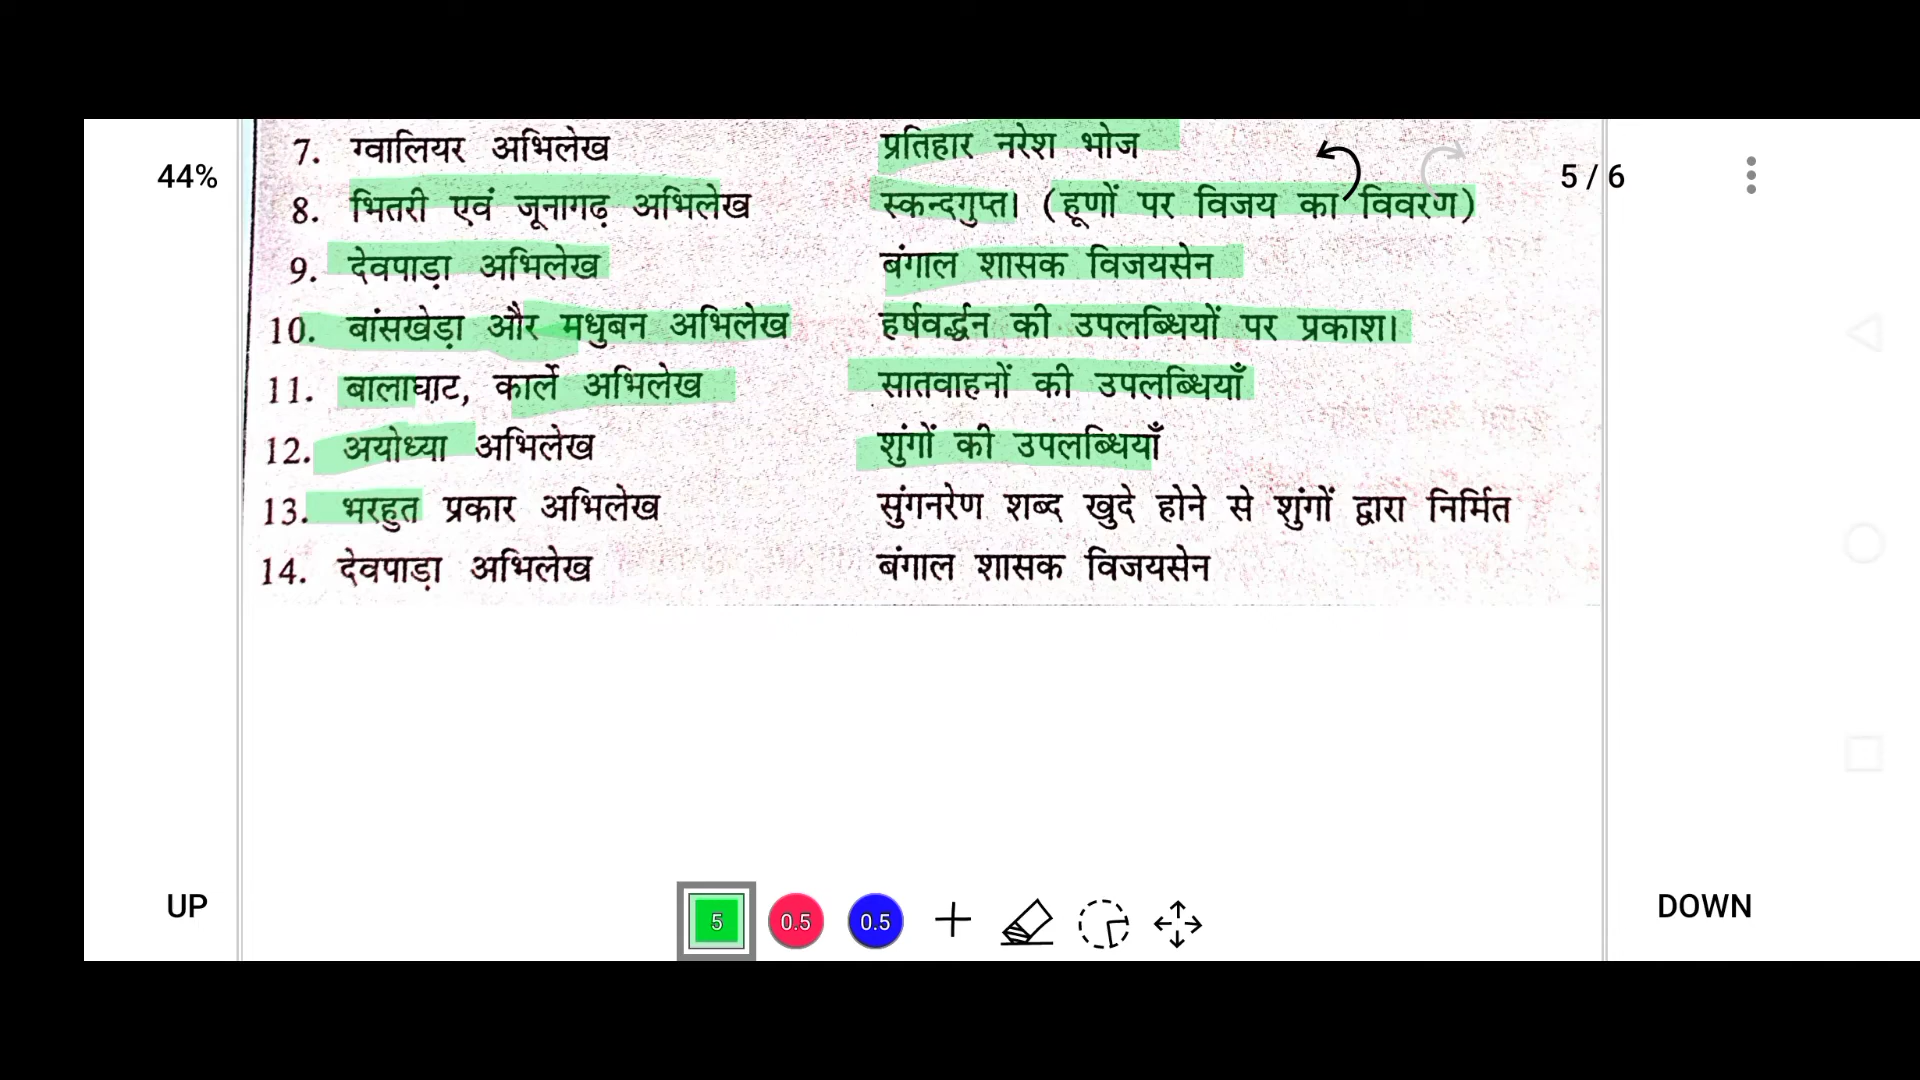 7. ग्वालियर अभिलेख प्रतिहार नरेश भोज
44% 5 / 6
8. भितरी एवं जूनागढ़ अभिलेख स्कन्दगुप्त। (हूणों पर विजय का विवरण)
9. देवपाड़ा अभिलेख बंगाल शासक विजयसेन
10. बांसखेड़ा और मधुबन अभिलेख हर्षवर्द्धन की उपलब्धियों पर प्रकाश।
11. बालाघाट, कार्ले अभिलेख सातवाहनों की उपलब्धियाँ
12. अयोध्या अभिलेख शुंगों की उपलब्धियाँ
13. भरहुत प्रकार अभिलेख सुंगनरेण शब्द खुदे होने से शुंगों द्वारा निर्मित
14. देवपाड़ा अभिलेख बंगाल शासक विजयसेन
UP DOWN
5 0.5 0.5